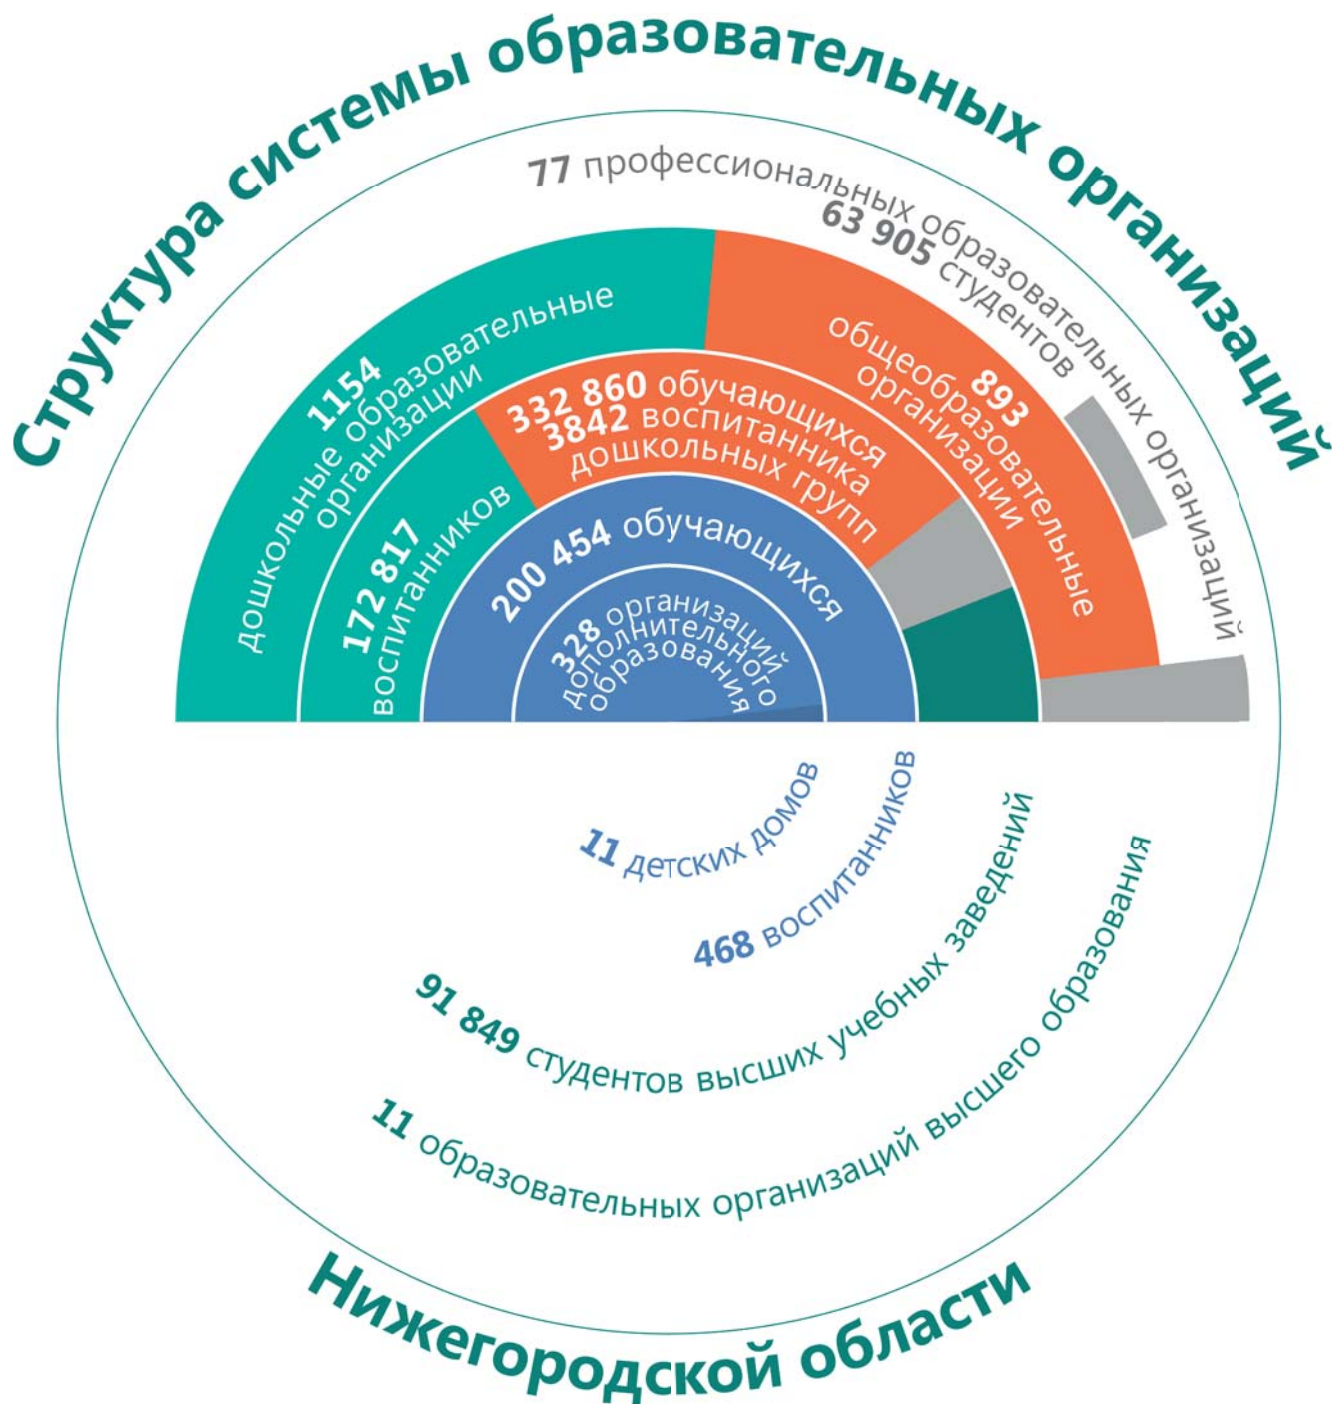 Структура системы образовательных организаций
77 профессиональных образовательных организаций
63 905 студентов
1154
дошкольные образовательные
организации
893
общеобразовательные
организации
172 817
воспитанников
332 860 обучающихся
3842 воспитанника
дошкольных групп
200 454 обучающихся
328 организаций
дополнительного
образования
11 детских домов
468 воспитанников
91 849 студентов высших учебных заведений
11 образовательных организаций высшего образования
Нижегородской области